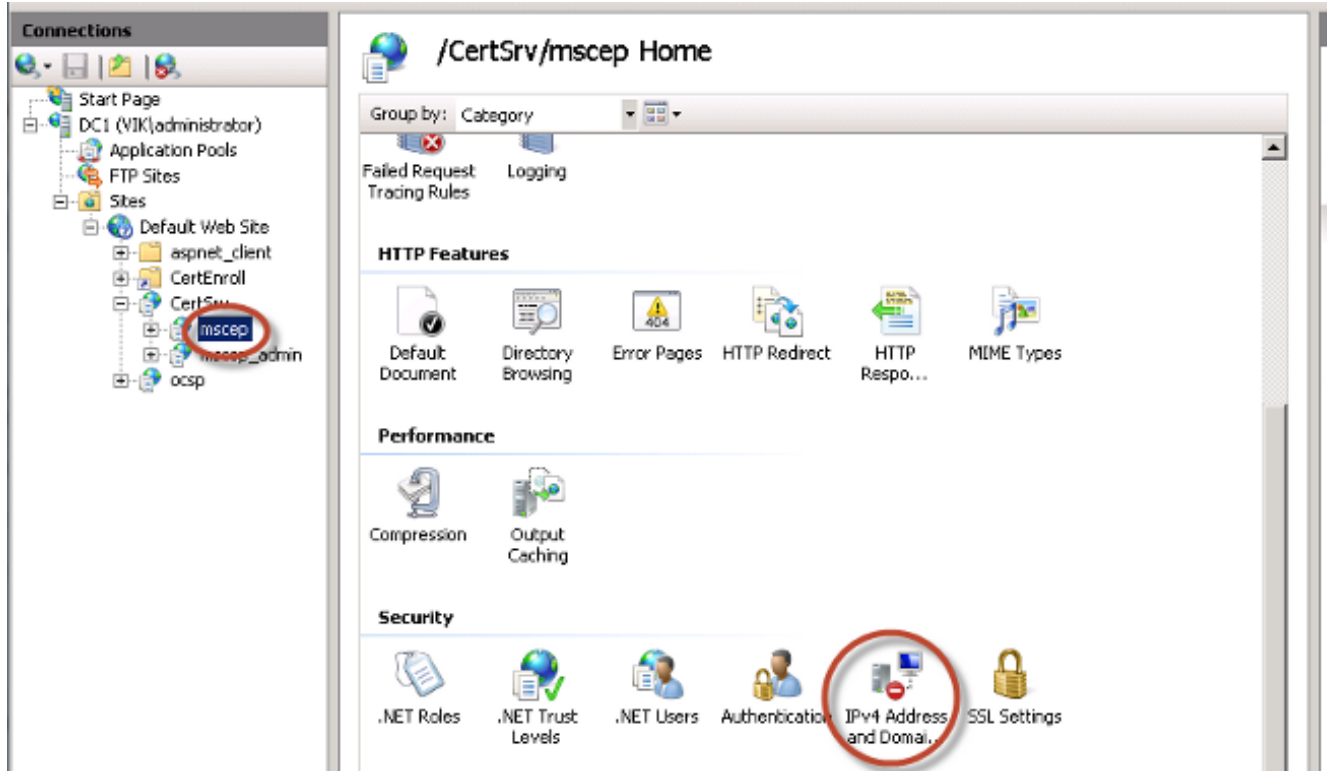 Connections
Start Page
DC1 (VIK\administrator)
Application Pools
FTP Sites
Sites
Default Web Site
aspnet_client
CertEnroll
CertSrv
mscep
mscep_admin
ocsp
/CertSrv/mscep Home
Group by: Category
Failed Request Logging
Tracing Rules
HTTP Features
404
Default Directory Error Pages HTTP Redirect HTTP MIME Types
Document Browsing Respo...
Performance
Compression Output
Caching
Security
.NET Roles .NET Trust .NET Users Authentication IPv4 Address SSL Settings
Levels and Domai...